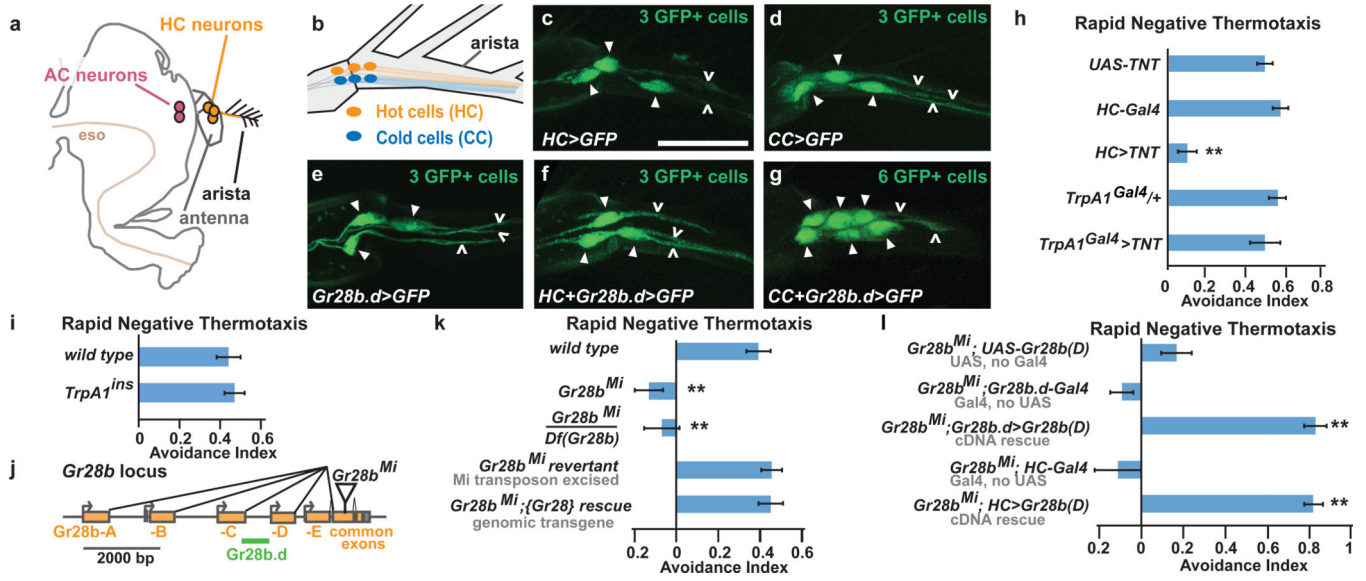 a
HC neurons
AC neurons
eso
arista
antenna
b
arista
Hot cells (HC)
Cold cells (CC)
c
3 GFP+ cells
HC>GFP
d
3 GFP+ cells
CC>GFP
e
3 GFP+ cells
Gr28b.d>GFP
f
3 GFP+ cells
HC+Gr28b.d>GFP
g
6 GFP+ cells
CC+Gr28b.d>GFP
h
Rapid Negative Thermotaxis
UAS-TNT
HC-Gal4
HC>TNT
**
TrpA1Gal4/+
TrpA1Gal4>TNT
0 0.2 0.4 0.6 0.8
Avoidance Index
i
Rapid Negative Thermotaxis
wild type
TrpA1ins
0 0.2 0.4 0.6
Avoidance Index
j
Gr28b locus
Gr28bMi
Gr28b-A -B -C -D -E common exons
2000 bp
Gr28b.d
k
Rapid Negative Thermotaxis
wild type
Gr28bMi
**
Gr28bMi
Df(Gr28b)
**
Gr28bMi revertant
Mi transposon excised
Gr28bMi;{Gr28} rescue
genomic transgene
0.2 0 0.2 0.4 0.6
Avoidance Index
l
Rapid Negative Thermotaxis
Gr28bMi; UAS-Gr28b(D)
UAS, no Gal4
Gr28bMi;Gr28b.d-Gal4
Gal4, no UAS
Gr28bMi;Gr28b.d>Gr28b(D)
**
cDNA rescue
Gr28bMi; HC-Gal4
Gal4, no UAS
Gr28bMi; HC>Gr28b(D)
**
cDNA rescue
0.2 0 0.2 0.4 0.6 0.8 1
Avoidance Index